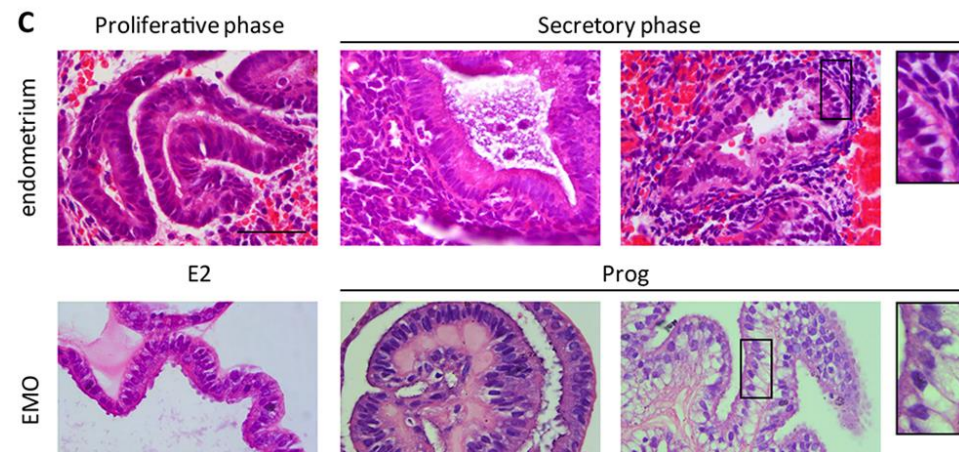 C
Proliferative phase
Secretory phase
endometrium
E2
Prog
EMO